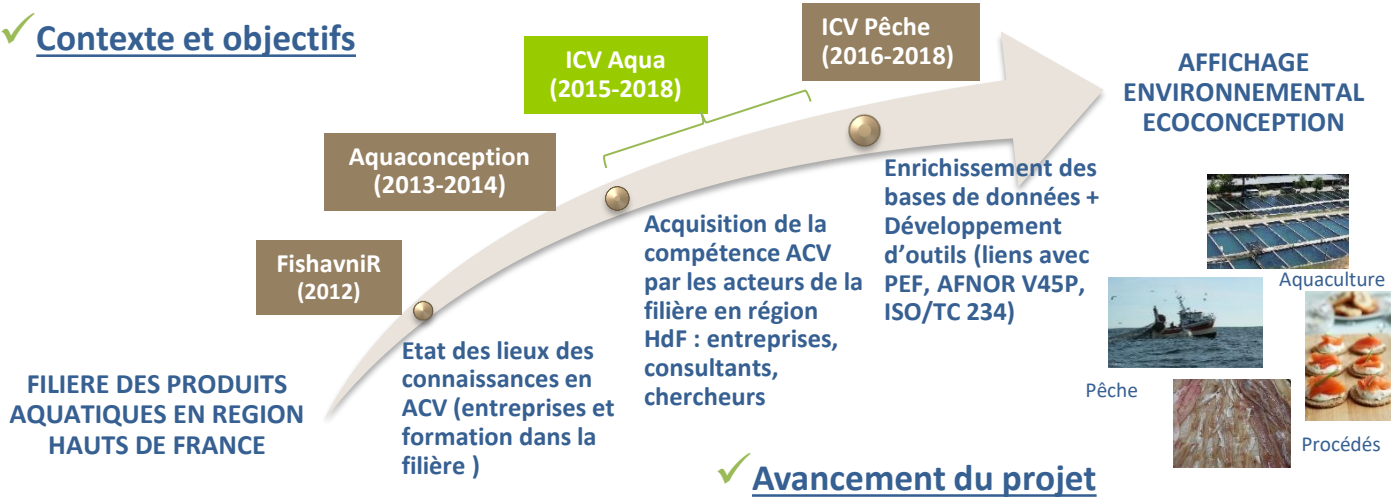 Contexte et objectifs
FILIERE DES PRODUITS
AQUATIQUES EN REGION
HAUTS DE FRANCE
FishavniR
(2012)
Etat des lieux des
connaissances en
ACV (entreprises et
formation dans la
filière )
Aquaconception
(2013-2014)
Acquisition de la
compétence ACV
par les acteurs de la
filière en région
HdF : entreprises,
consultants,
chercheurs
ICV Aqua
(2015-2018)
ICV Pêche
(2016-2018)
Enrichissement des
bases de données +
Développement
d’outils (liens avec
PEF, AFNOR V45P,
ISO/TC 234)
AFFICHAGE
ENVIRONNEMENTAL
ECOCONCEPTION
Aquaculture
Pêche
Procédés
Avancement du projet